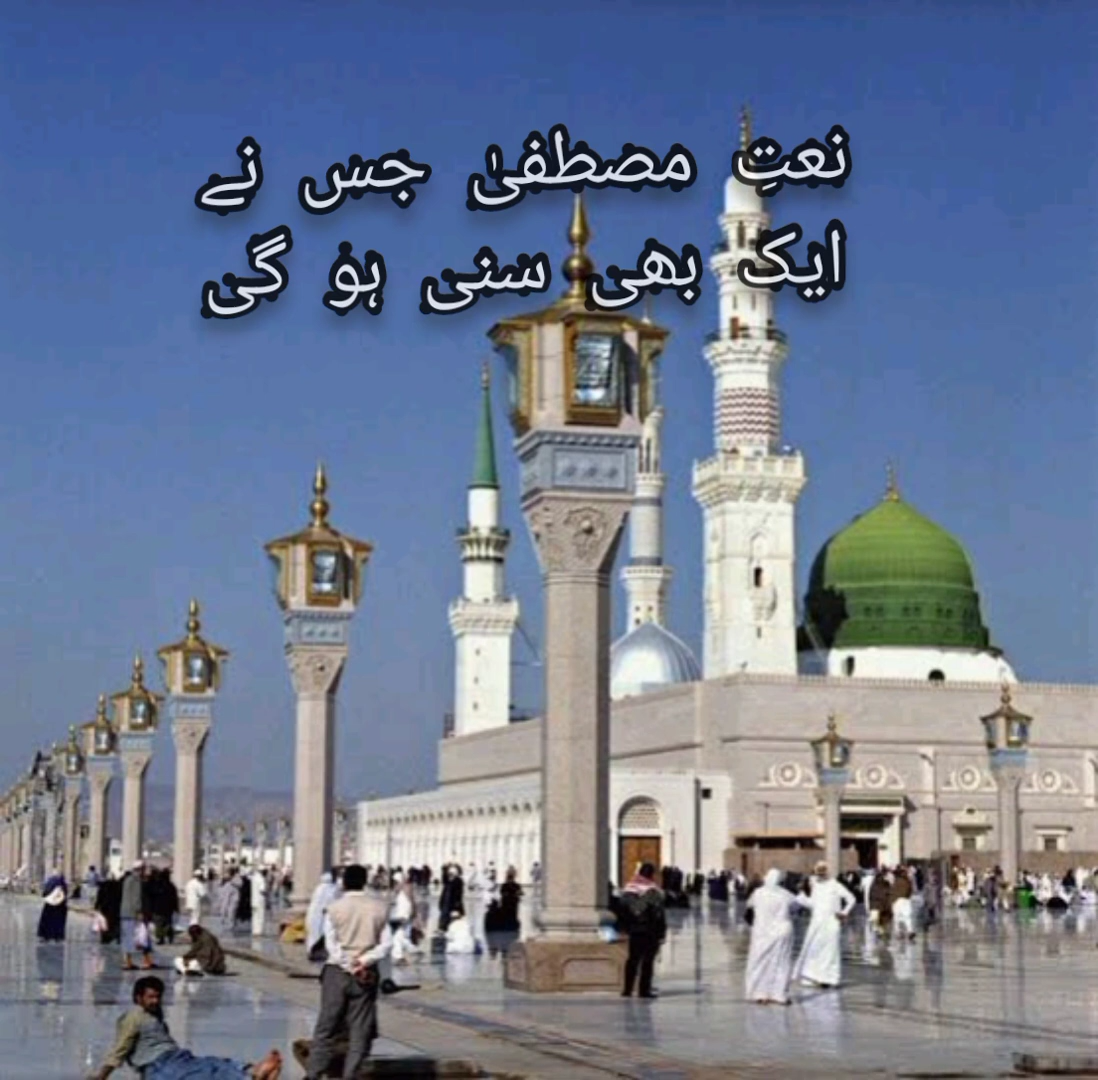 نعتِ مصطفیٰ جس نے
ایک بھی سنی ہو گی